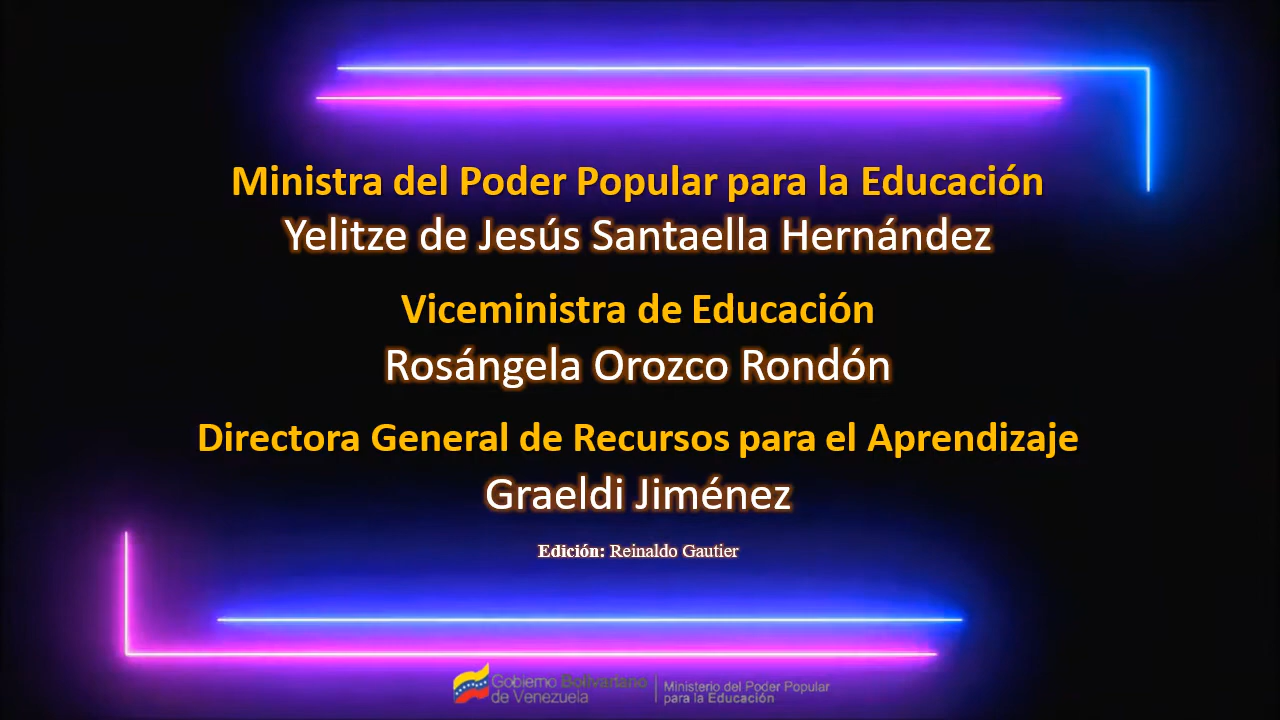 Ministra del Poder Popular para la Educación
Yelitze de Jesús Santaella Hernández
Viceministra de Educación
Rosángela Orozco Rondón
Directora General de Recursos para el Aprendizaje
Graeldi Jiménez
Edición: Reinaldo Gautier
Gobierno Bolivariano
de Venezuela
Ministerio del Poder Popular
para la Educación